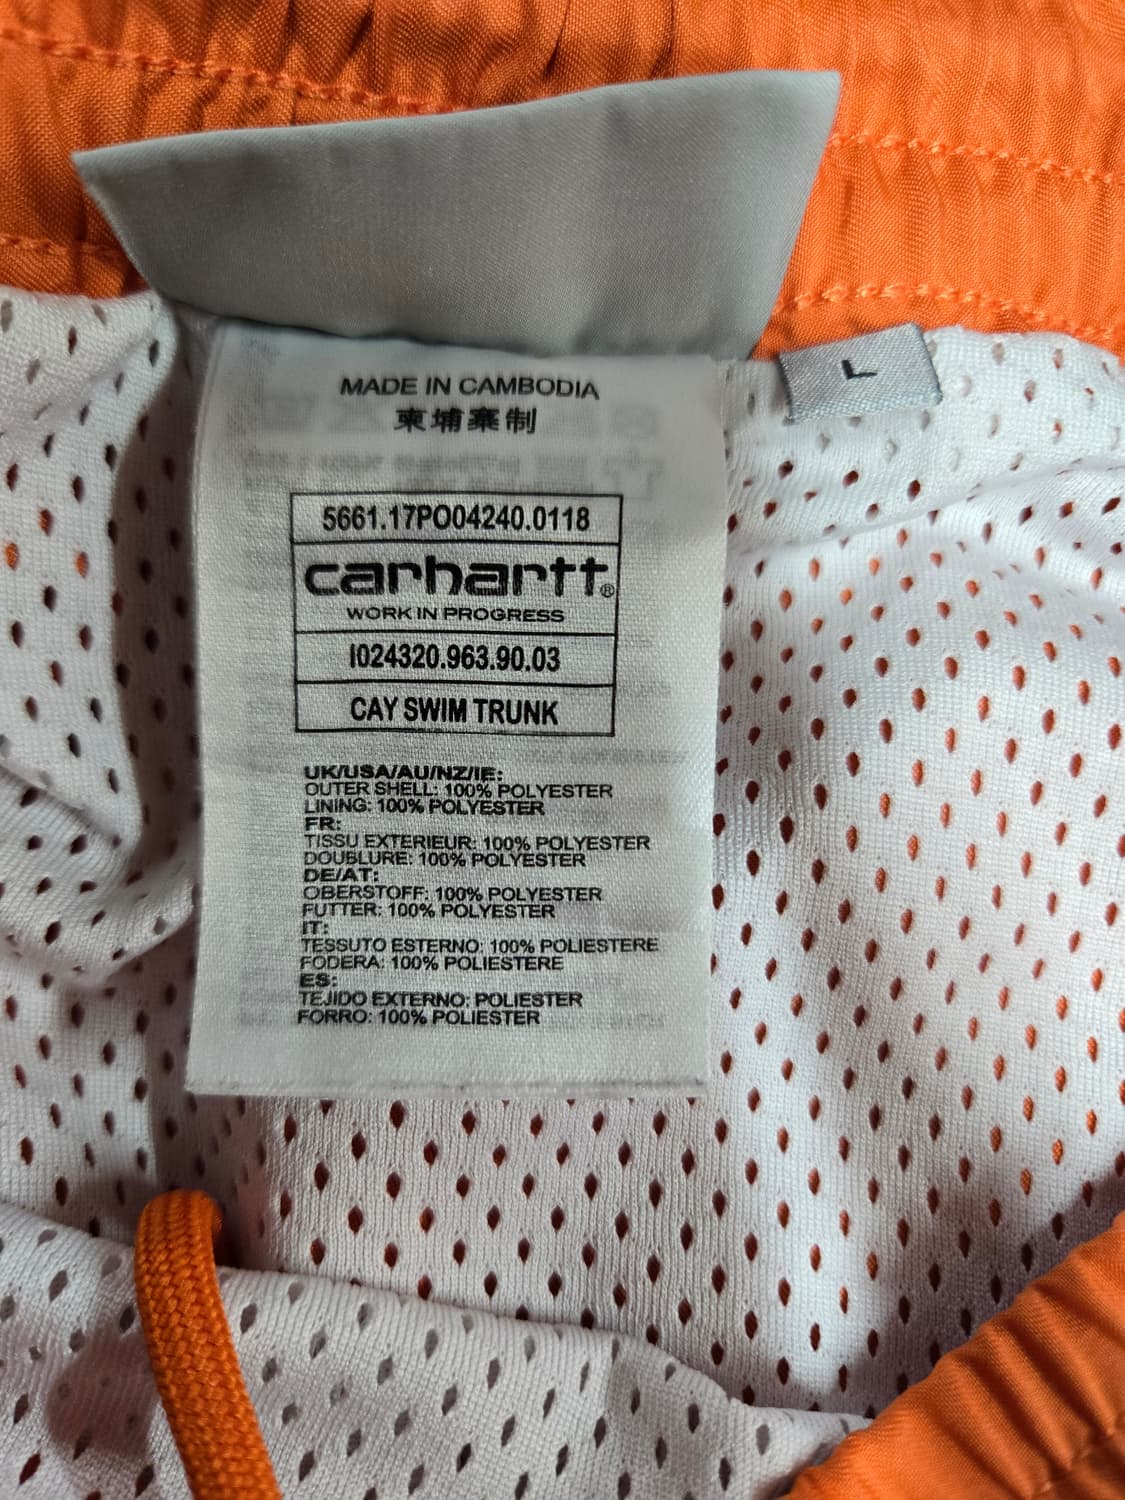 MADE IN CAMBODIA
柬埔寨制
L
5661.17PO04240.0118
carhartt®
WORK IN PROGRESS
I024320.963.90.03
CAY SWIM TRUNK
UK/USA/AU/NZ/IE:
OUTER SHELL: 100% POLYESTER
LINING: 100% POLYESTER
FR:
TISSU EXTERIEUR: 100% POLYESTER
DOUBLURE: 100% POLYESTER
DE/AT:
OBERSTOFF: 100% POLYESTER
FUTTER: 100% POLYESTER
IT:
TESSUTO ESTERNO: 100% POLIESTERE
FODERA: 100% POLIESTERE
ES:
TEJIDO EXTERNO: POLIESTER
FORRO: 100% POLIESTER